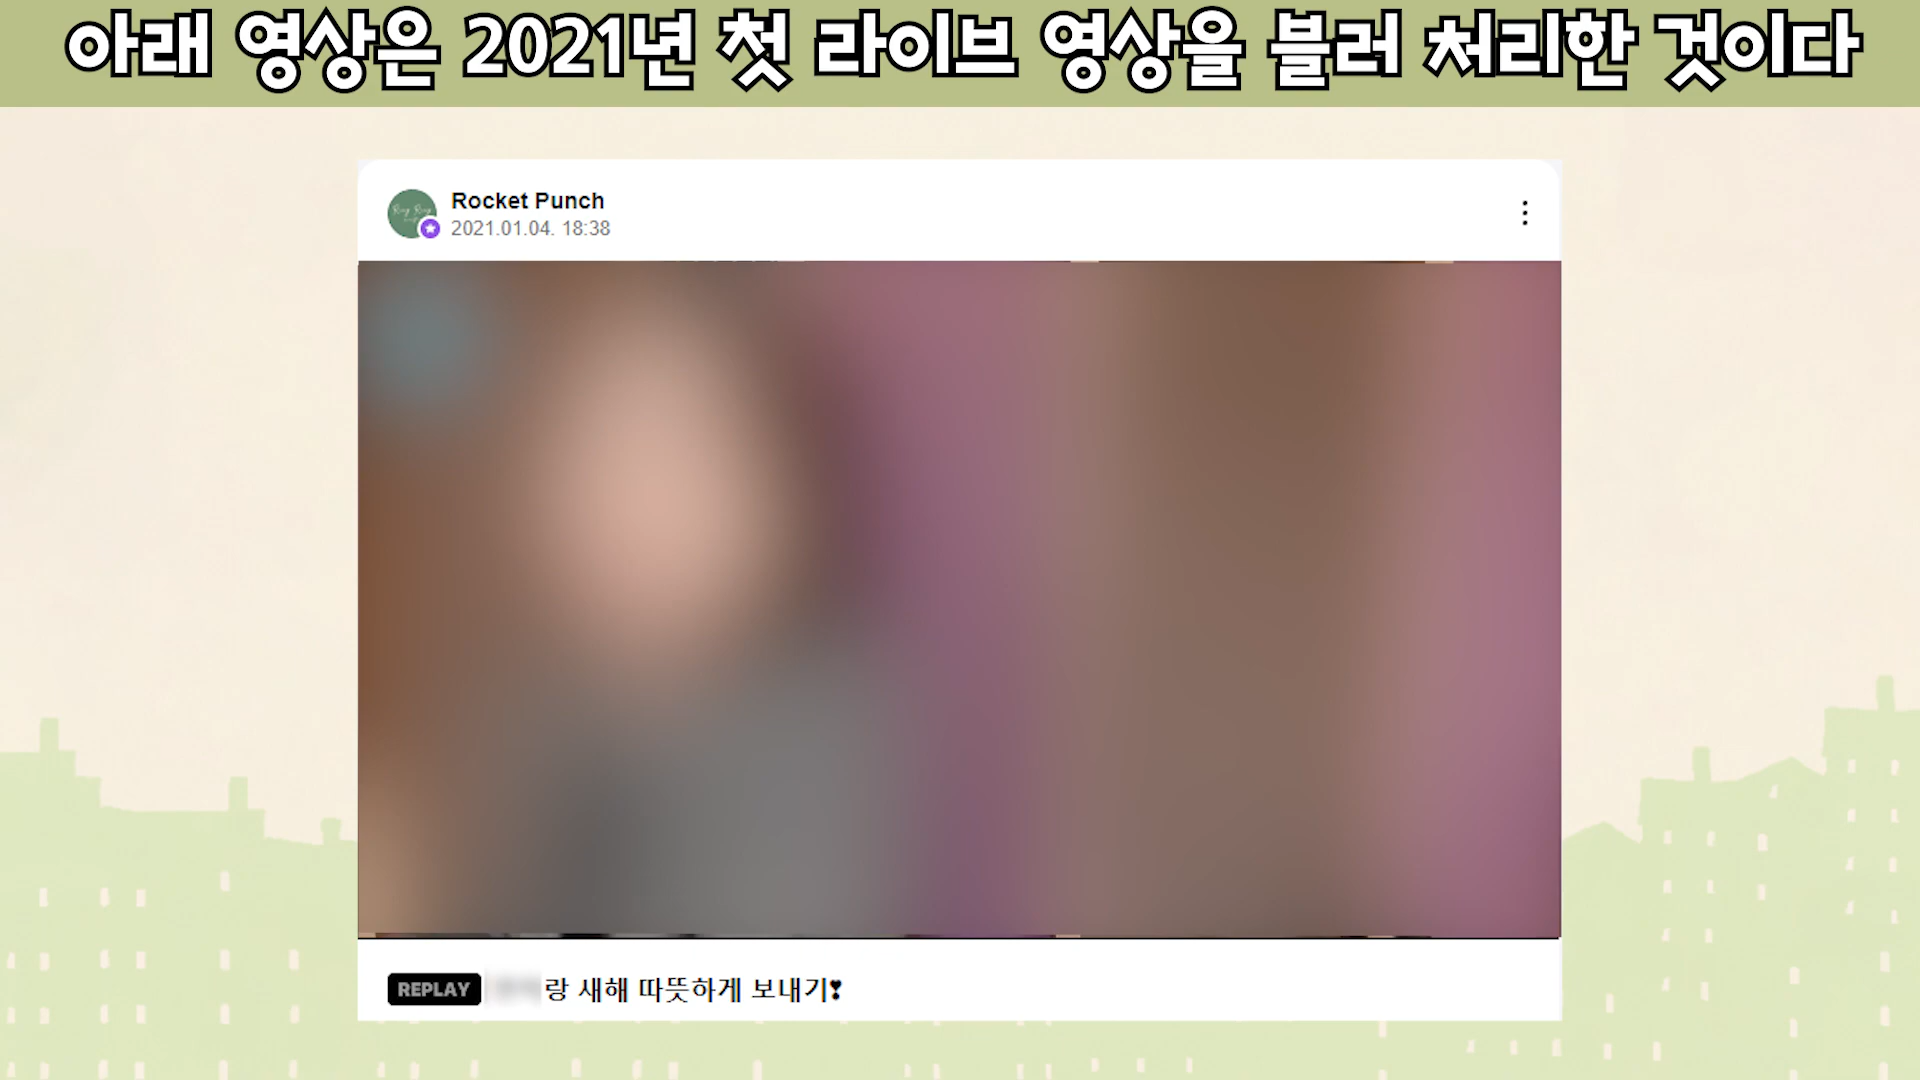 아래 영상은 2021년 첫 라이브 영상을 블러 처리한 것이다
Rocket Punch
2021.01.04. 18:38
REPLAY 랑 새해 따뜻하게 보내기❣